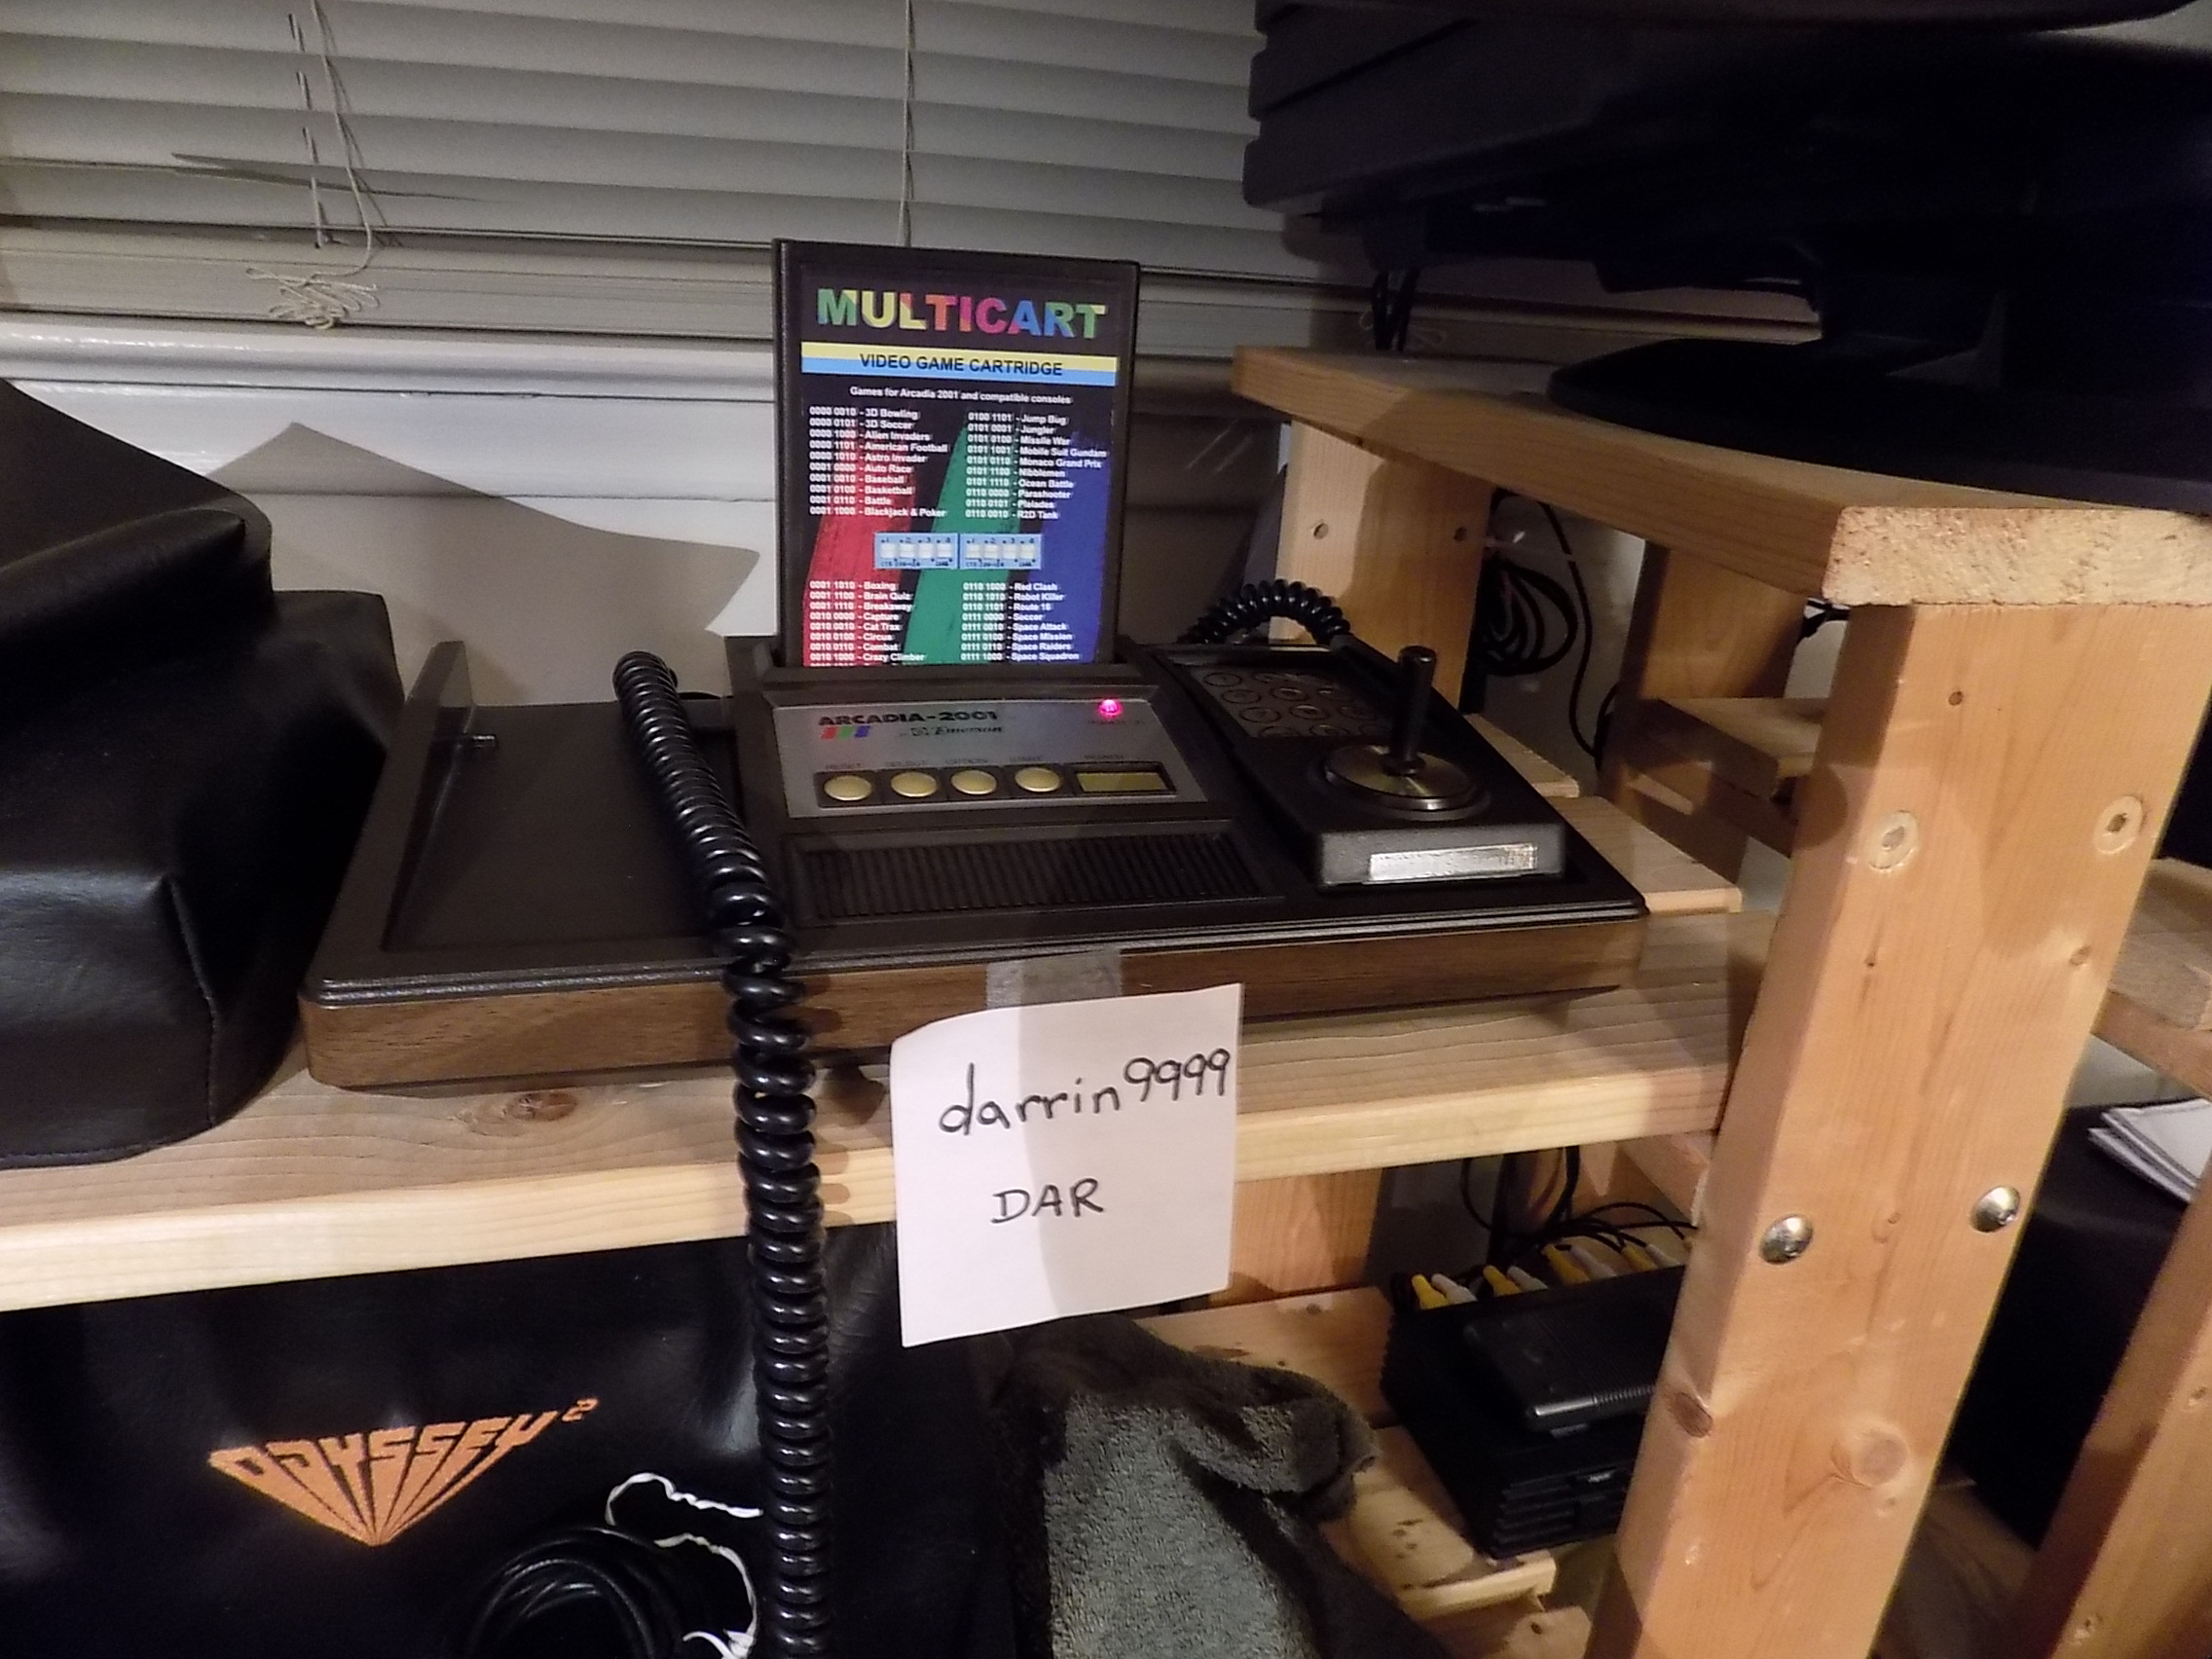 MULTICART
VIDEO GAME CARTRIDGE
Games for Arcadia 2001 and compatible consoles
0000 0010 - 3D Bowling
0000 0101 - 3D Soccer
0000 1000 - Alien Invaders
0000 1101 - American Football
0000 1010 - Astro Invader
0001 0000 - Auto Race
0001 0010 - Baseball
0001 0100 - Basketball
0001 0110 - Battle
0001 1000 - Blackjack & Poker
0100 1101 - Jump Bug
0101 0001 - Jungler
0101 0100 - Missile War
0101 1001 - Mobile Suit Gundam
0101 0110 - Monaco Grand Prix
0101 1100 - Nibblemen
0101 1110 - Ocean Battle
0110 0000 - Parashooter
0110 0101 - Pleiades
0110 0010 - R2D Tank
0001 1010 - Boxing
0001 1100 - Brain Quiz
0001 1110 - Breakaway
0010 0000 - Capture
0010 0010 - Cat Trax
0010 0100 - Circus
0010 0110 - Combat
0010 1000 - Crazy Climber
0110 1000 - Red Clash
0110 1010 - Robot Killer
0110 1101 - Route 16
0111 0000 - Soccer
0111 0010 - Space Attack
0111 0100 - Space Mission
0111 0110 - Space Raiders
0111 1000 - Space Squadron
ARCADIA-2001
RESET SELECT OPTION START POWER
darrin9999
DAR
ODYSSEY²